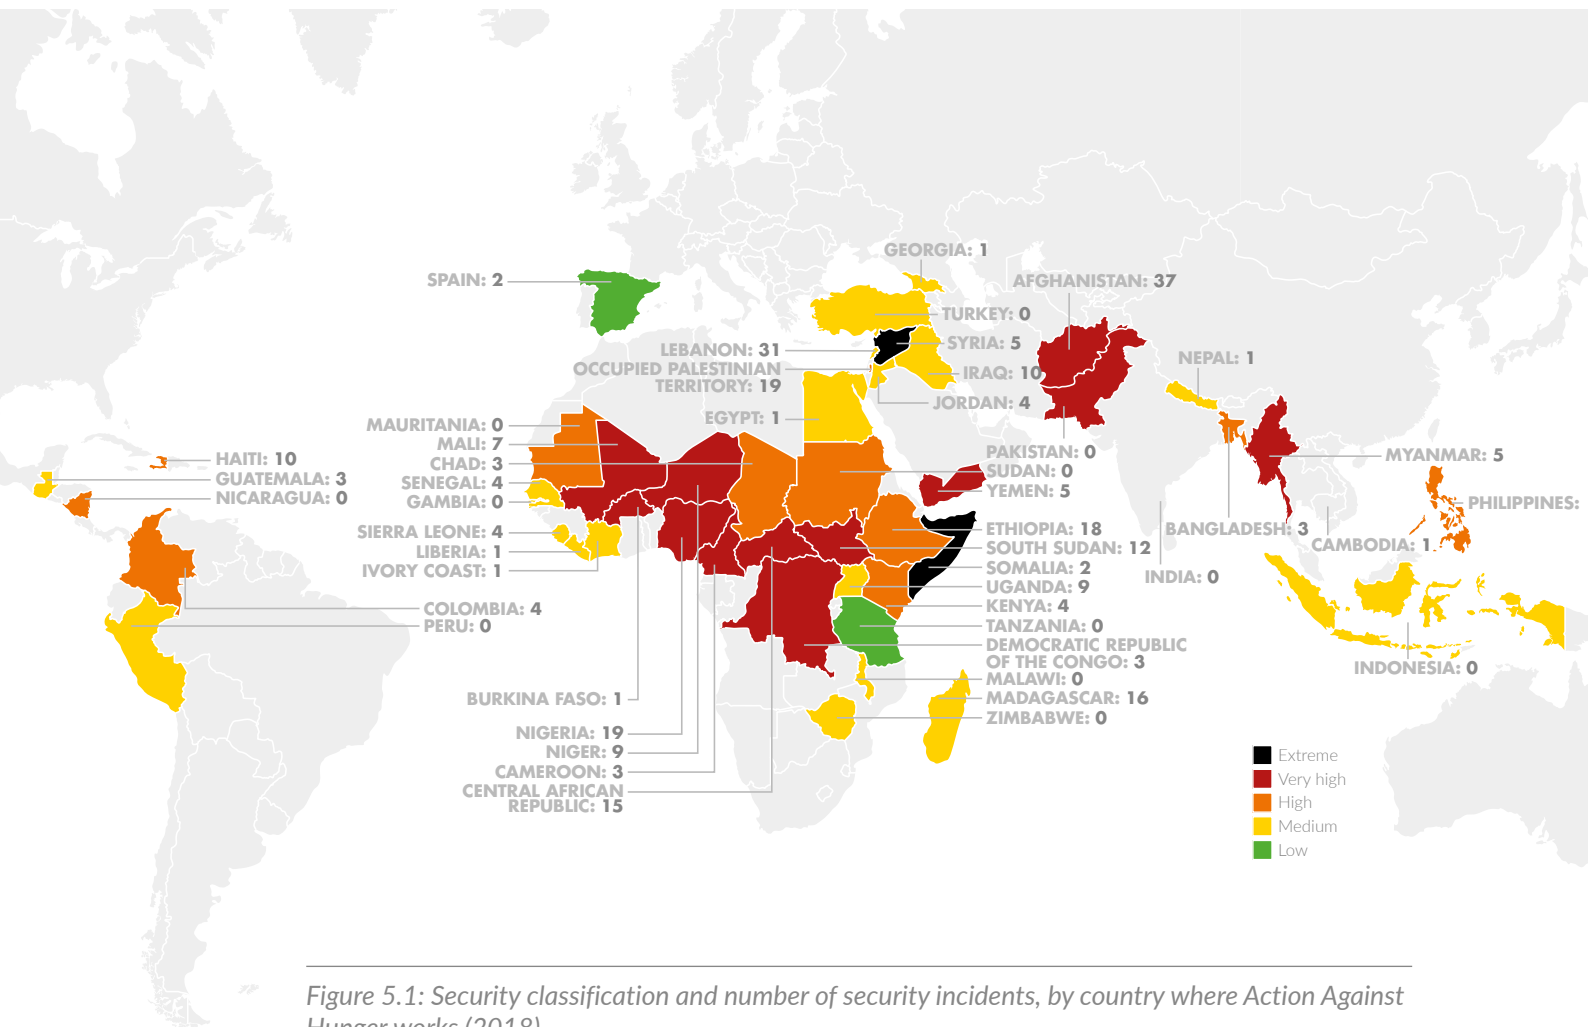 GEORGIA: 1
SPAIN: 2
AFGHANISTAN: 37
TURKEY: 0
SYRIA: 5
LEBANON: 31
NEPAL: 1
OCCUPIED PALESTINIAN
TERRITORY: 19
IRAQ: 10
JORDAN: 4
EGYPT: 1
MAURITANIA: 0
MALI: 7
CHAD: 3
SENEGAL: 4
GAMBIA: 0
HAITI: 10
GUATEMALA: 3
NICARAGUA: 0
PAKISTAN: 0
SUDAN: 0
YEMEN: 5
MYANMAR: 5
PHILIPPINES:
SIERRA LEONE: 4
LIBERIA: 1
IVORY COAST: 1
ETHIOPIA: 18
SOUTH SUDAN: 12
SOMALIA: 2
UGANDA: 9
KENYA: 4
TANZANIA: 0
DEMOCRATIC REPUBLIC
OF THE CONGO: 3
MALAWI: 0
MADAGASCAR: 16
ZIMBABWE: 0
BANGLADESH: 3
CAMBODIA: 1
INDIA: 0
INDONESIA: 0
COLOMBIA: 4
PERU: 0
BURKINA FASO: 1
NIGERIA: 19
NIGER: 9
CAMEROON: 3
CENTRAL AFRICAN
REPUBLIC: 15
Extreme
Very high
High
Medium
Low
Figure 5.1: Security classification and number of security incidents, by country where Action Against
Hunger works (2018)